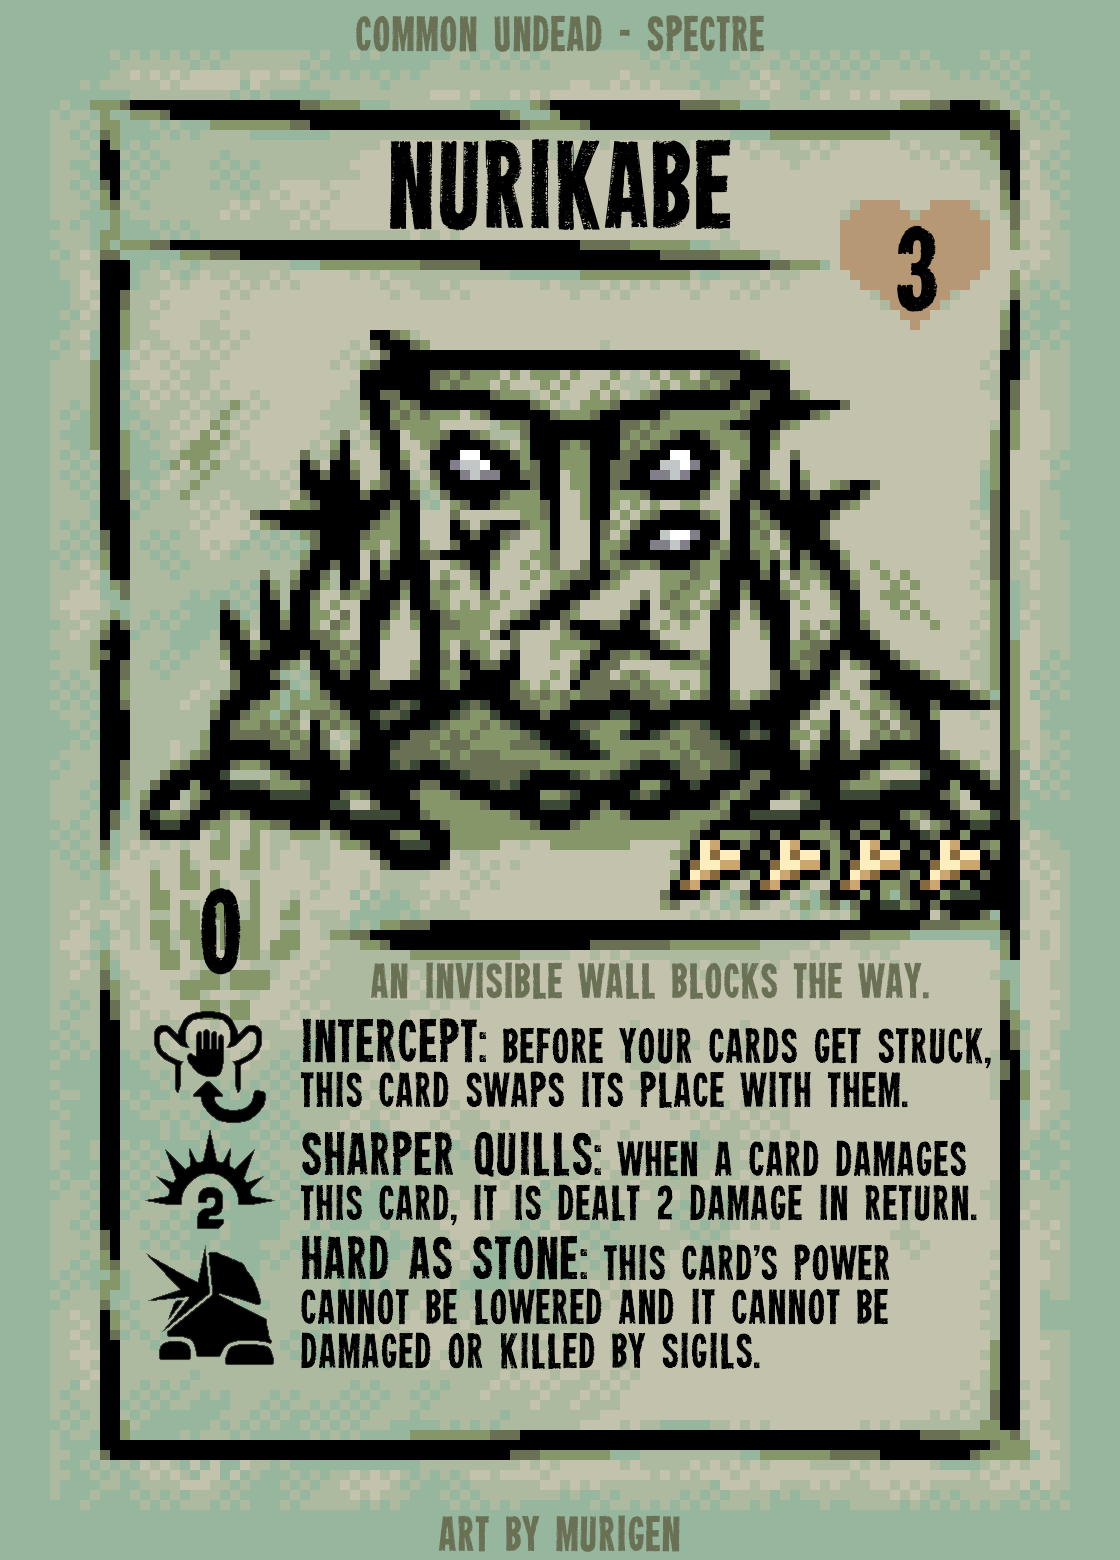 COMMON UNDEAD - SPECTRE
NURIKABE
3
0
AN INVISIBLE WALL BLOCKS THE WAY.
INTERCEPT: BEFORE YOUR CARDS GET STRUCK,
THIS CARD SWAPS ITS PLACE WITH THEM.
SHARPER QUILLS: WHEN A CARD DAMAGES
THIS CARD, IT IS DEALT 2 DAMAGE IN RETURN.
2
HARD AS STONE: THIS CARD'S POWER
CANNOT BE LOWERED AND IT CANNOT BE
DAMAGED OR KILLED BY SIGILS.
ART BY MURIGEN